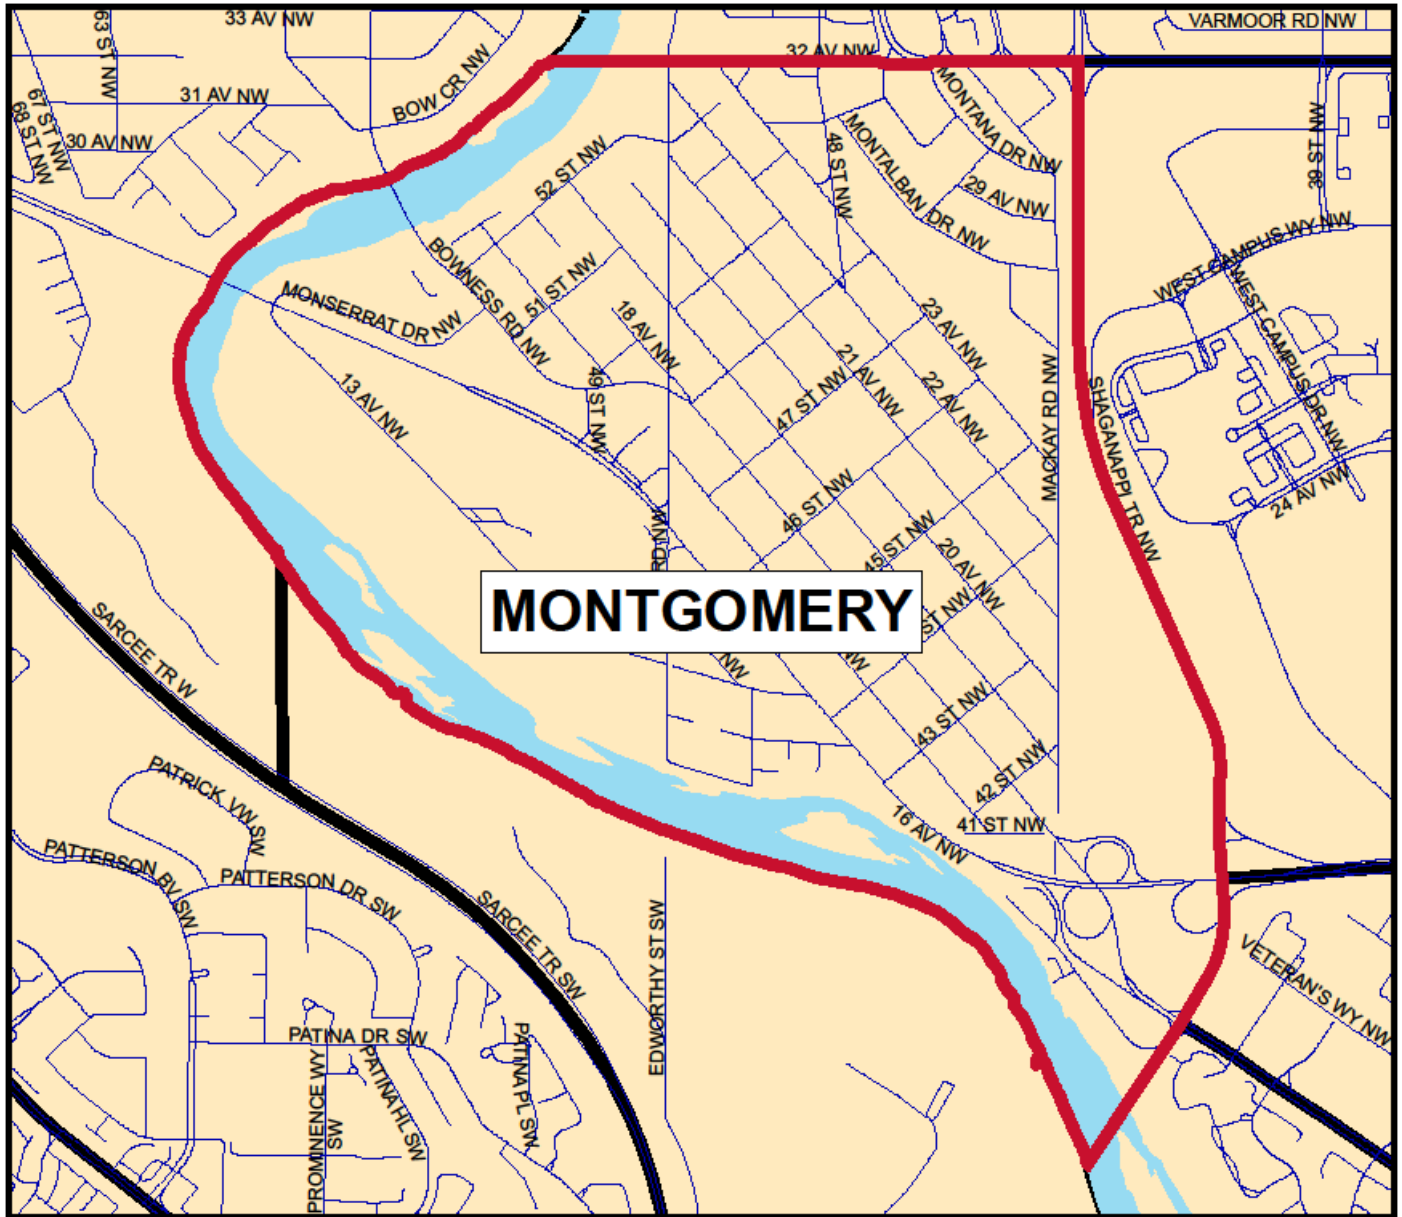 33 AV NW
32 AV NW
VARMOOR RD NW
63 ST NW
67 ST NW
68 ST NW
31 AV NW
30 AV NW
BOW CR NW
52 ST NW
MONTANA DR NW
MONTALBAN DR NW
48 ST NW
29 AV NW
39 ST NW
WEST CAMPUS WY NW
WEST CAMPUS DR NW
BOWNESS RD NW
51 ST NW
MONSERRAT DR NW
18 AV NW
23 AV NW
13 AV NW
49 ST NW
47 ST NW
21 AV NW
22 AV NW
MACKAY RD NW
SHAGANAPPI TR NW
24 AV NW
46 ST NW
45 ST NW
20 AV NW
RD NW
MONTGOMERY
ST NW
NW
NW
SARCEE TR W
43 ST NW
42 ST NW
41 ST NW
16 AV NW
PATRICK VW SW
PATTERSON BV SW
PATTERSON DR SW
SARCEE TR SW
EDWORTHY ST SW
VETERAN'S WY NW
PATINA DR SW
PROMINENCE WY
SW
PATINA HL SW
PATINA PL SW